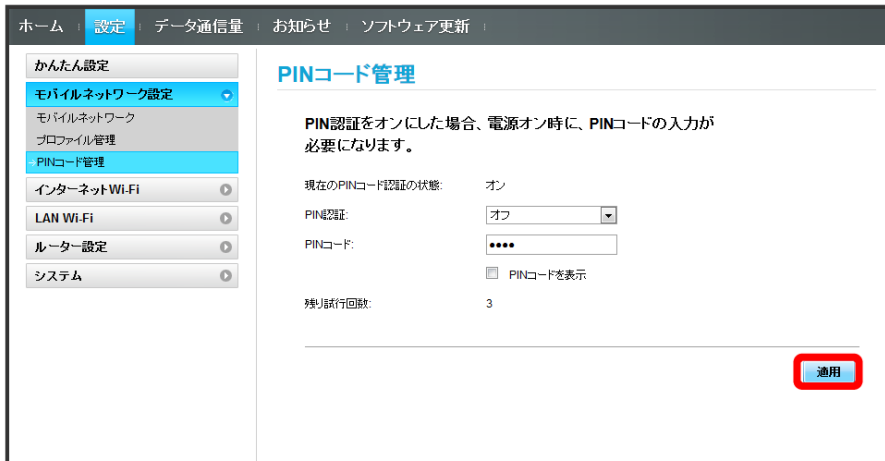 ホーム 設定 データ通信量 お知らせ ソフトウェア更新
かんたん設定
モバイルネットワーク設定
モバイルネットワーク
プロファイル管理
PINコード管理
インターネットWi-Fi
LAN Wi-Fi
ルーター設定
システム
PINコード管理
PIN認証をオンにした場合、電源オン時に、PINコードの入力が
必要になります。
現在のPINコード認証の状態: オン
PIN認証: オフ
PINコード: ••••
PINコードを表示
残り試行回数: 3
適用